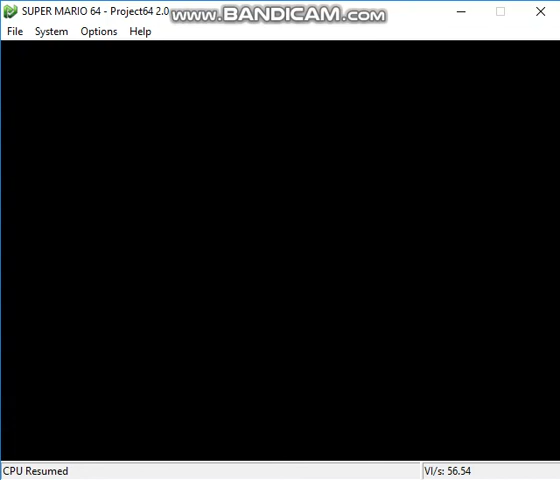 SUPER MARIO 64 - Project64 2.0
www.BANDICAM.com
File System Options Help
CPU Resumed VI/s: 56.54